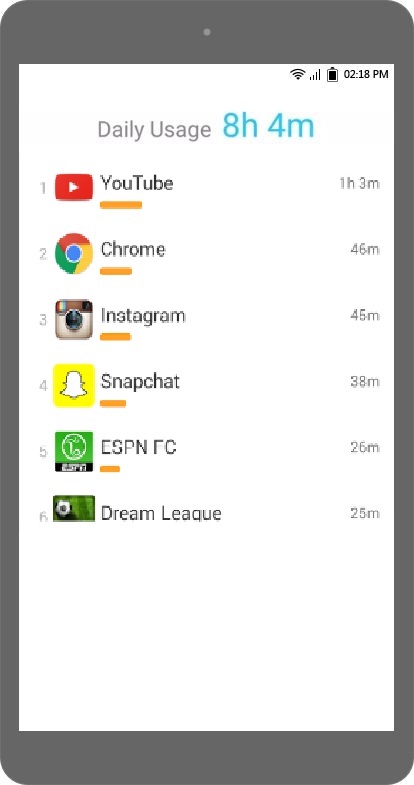 02:18 PM
Daily Usage 8h 4m
1 YouTube 1h 3m
2 Chrome 46m
3 Instagram 45m
4 Snapchat 38m
5 ESPN FC 26m
ESPN
6 Dream League 25m